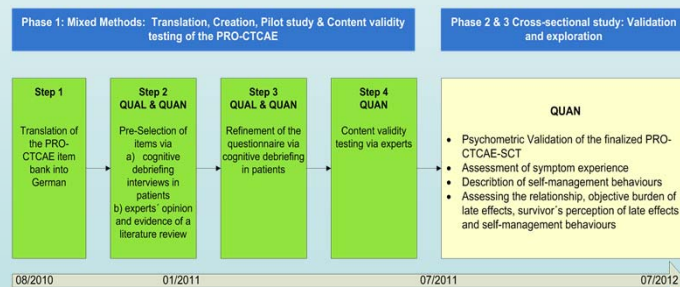 Phase 1: Mixed Methods: Translation, Creation, Pilot study & Content validity
testing of the PRO-CTCAE
Phase 2 & 3 Cross-sectional study: Validation
and exploration
Step 1
Translation of
the PRO-
CTCAE item
bank into
German
Step 2
QUAL & QUAN
Pre-Selection of
items via
a) cognitive
debriefing
interviews in
patients
b) experts´ opinion
and evidence of a
literature review
Step 3
QUAL & QUAN
Refinement of the
questionnaire via
cognitive debriefing
in patients
Step 4
QUAN
Content validity
testing via experts
QUAN
• Psychometric Validation of the finalized PRO-
CTCAE-SCT
• Assessment of symptom experience
• Describtion of self-management behaviours
• Assessing the relationship, objective burden of
late effects, survivor´s perception of late effects
and self-management behaviours
08/2010
01/2011
07/2011
07/2012